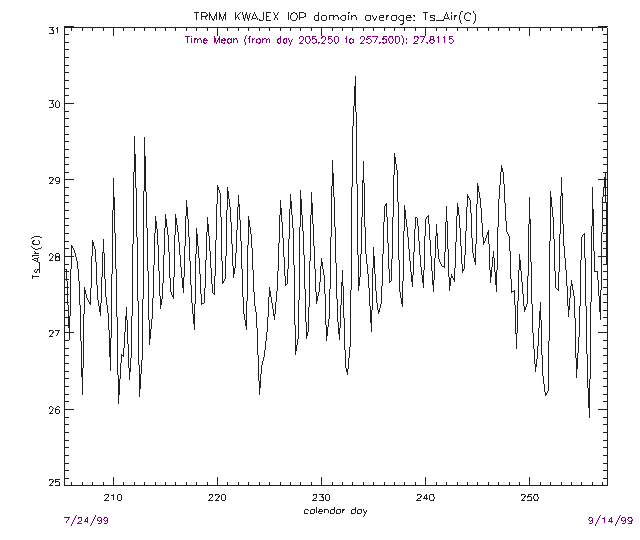 TRMM KWAJEX IOP domain average: Ts_Air(C)
Time Mean (from day 205.250 to 257.500): 27.8115
31
30
29
28
27
26
25
Ts_Air(C)
210 220 230 240 250
calendar day
7/24/99 9/14/99